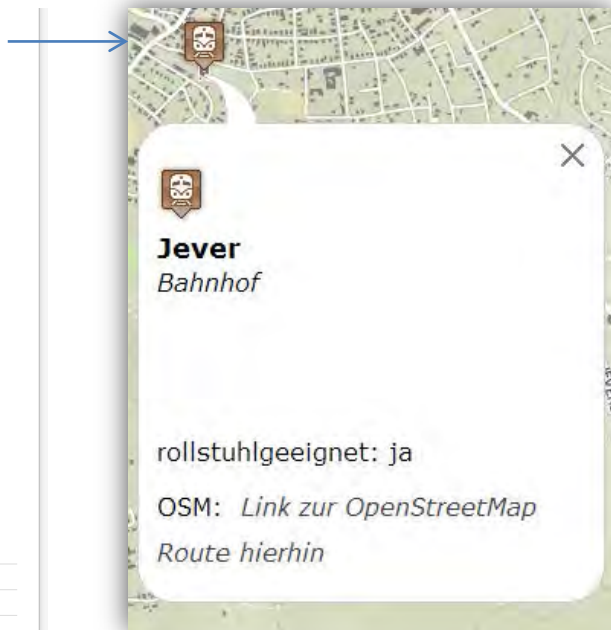 Jever
Bahnhof
rollstuhlgeeignet: ja
OSM: Link zur OpenStreetMap
Route hierhin